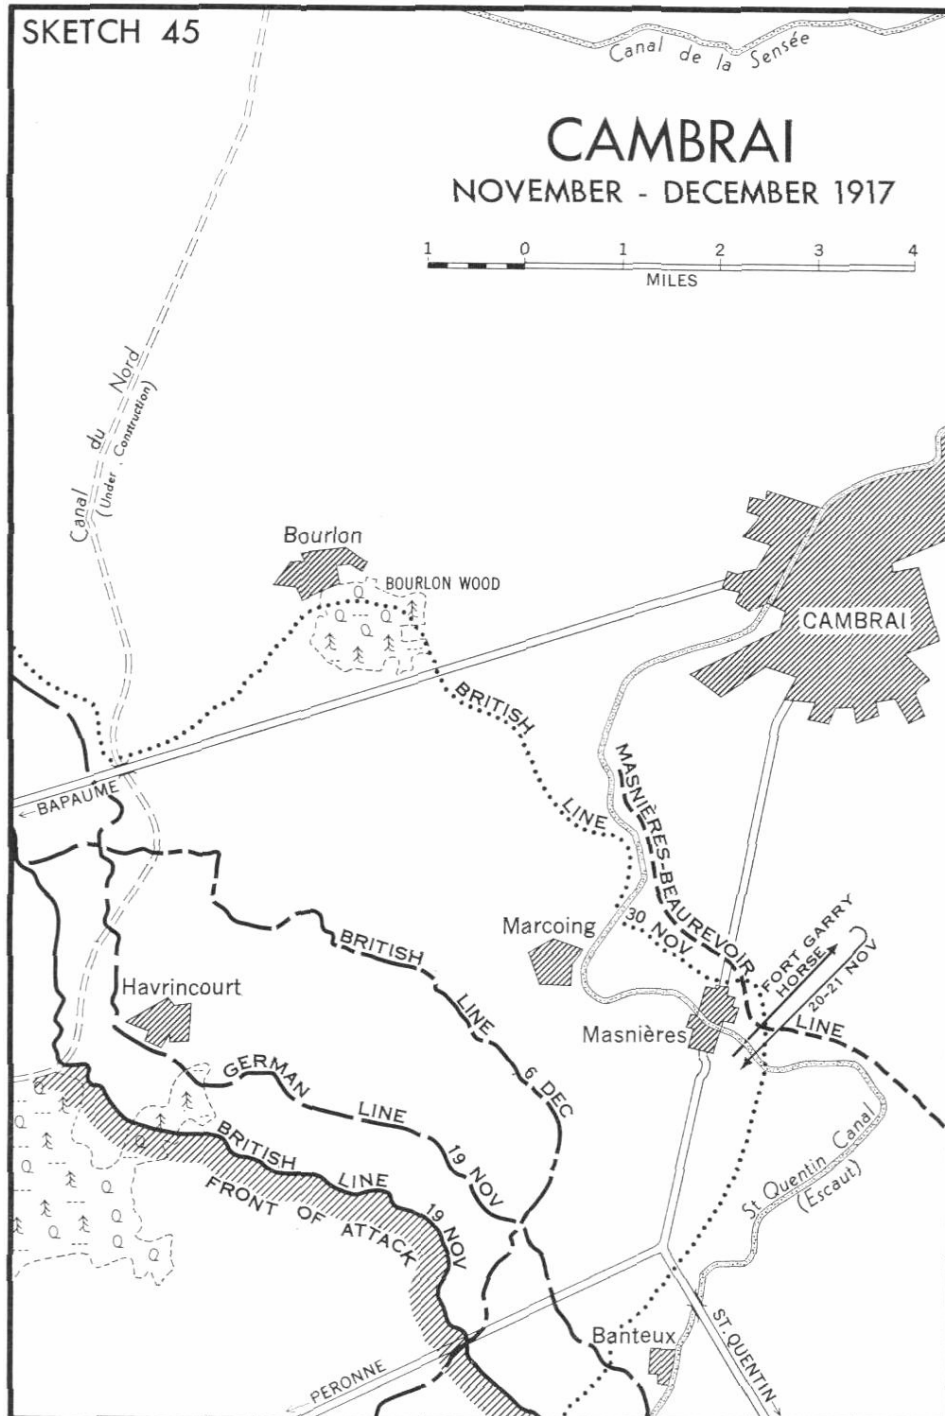 SKETCH 45
Canal de la Sensée
CAMBRAI
NOVEMBER - DECEMBER 1917
1 0 1 2 3 4
MILES
Canal du Nord
(Under Construction)
Bourlon
BOURLON WOOD
CAMBRAI
BRITISH LINE
30 NOV
BAPAUME
MASNIÈRES-BEAUREVOIR LINE
Marcoing
FORT GARRY
HORSE
20-21 NOV
Havrincourt
BRITISH LINE 6 DEC
Masnières
GERMAN LINE 19 NOV
BRITISH LINE 19 NOV
FRONT OF ATTACK
St Quentin Canal
(Escaut)
Banteux
PERONNE
ST. QUENTIN